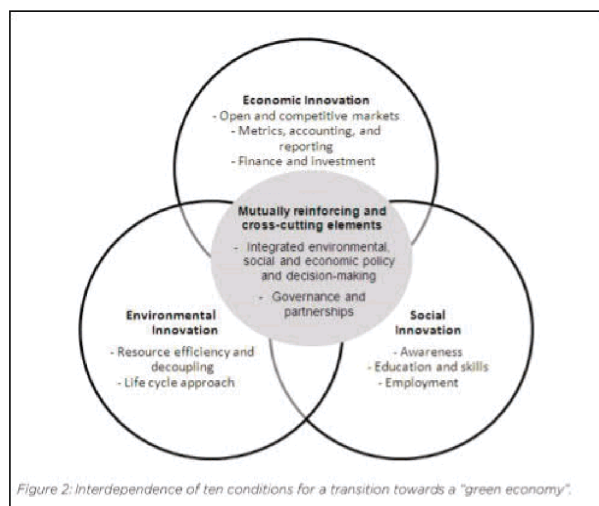 Economic Innovation
- Open and competitive markets
- Metrics, accounting, and
reporting
- Finance and investment
Mutually reinforcing and
cross-cutting elements
- Integrated environmental,
social and economic policy
and decision-making
- Governance and
partnerships
Environmental
Innovation
- Resource efficiency and
decoupling
- Life cycle approach
Social
Innovation
- Awareness
- Education and skills
- Employment
Figure 2: Interdependence of ten conditions for a transition towards a "green economy".